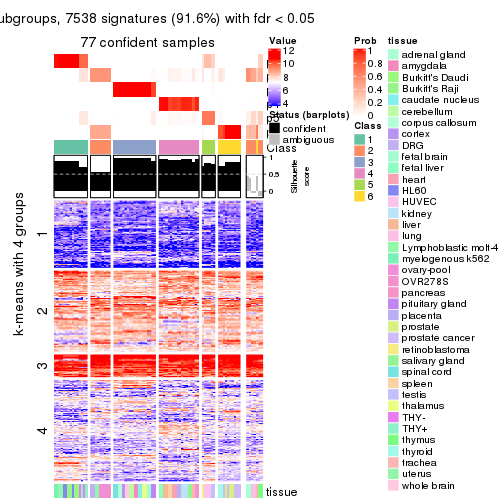 ubgroups, 7538 signatures (91.6%) with fdr < 0.05
77 confident samples
Value
12
10
8
6
4
Status (barplots)
confident
ambiguous
Class
1
0.5
0
Silhouette
score
Prob
1
0.8
0.6
0.4
0.2
0
Class
1
2
3
4
5
6
tissue
adrenal gland
amygdala
Burkitt's Daudi
Burkitt's Raji
caudate nucleus
cerebellum
corpus callosum
cortex
DRG
fetal brain
fetal liver
heart
HL60
HUVEC
kidney
liver
lung
Lymphoblastic molt-4
myelogenous k562
ovary-pool
OVR278S
pancreas
pituitary gland
placenta
prostate
prostate cancer
retinoblastoma
salivary gland
spinal cord
spleen
testis
thalamus
THY-
THY+
thymus
thyroid
trachea
uterus
whole brain
k-means with 4 groups
1
2
3
4
tissue